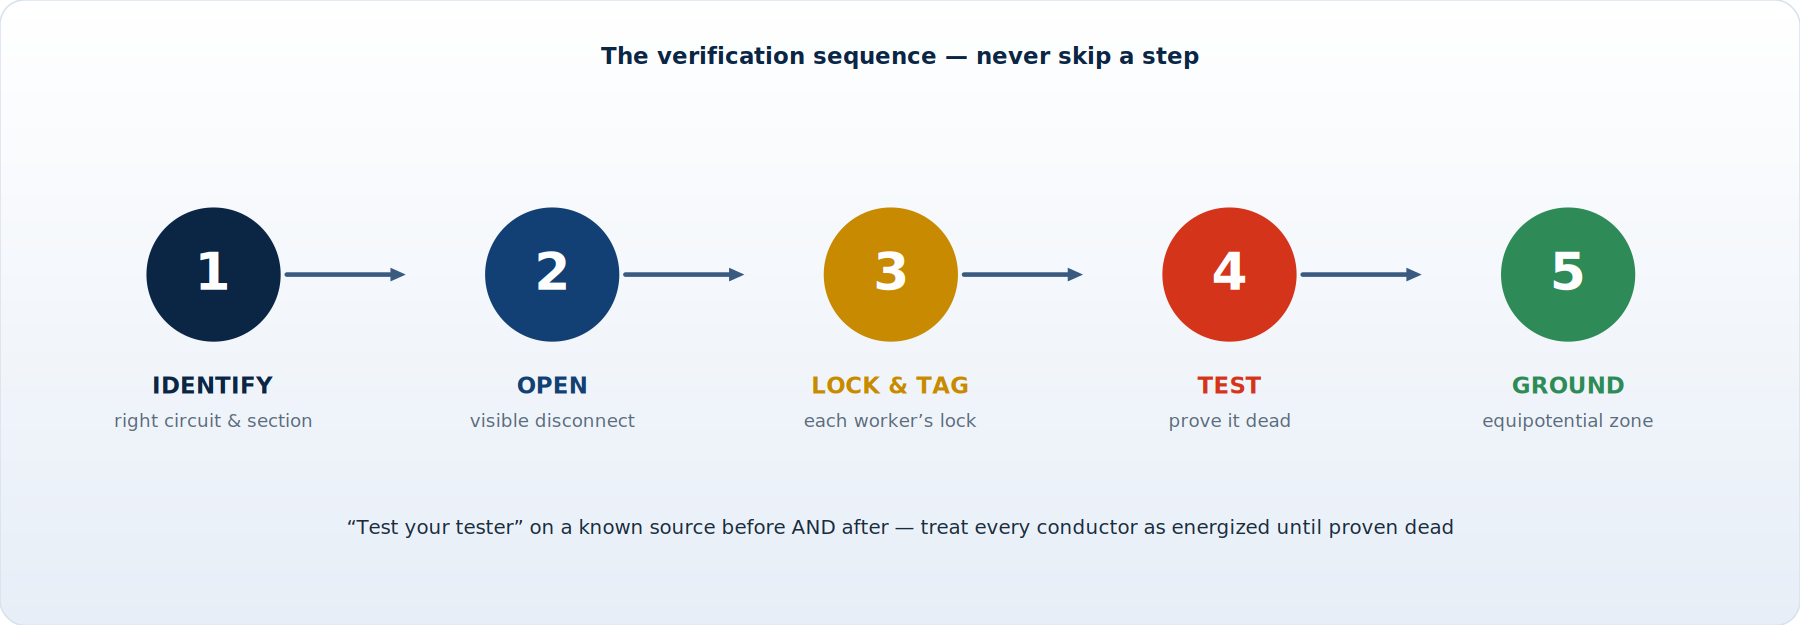 The verification sequence — never skip a step
1
2
3
4
5
IDENTIFY
OPEN
LOCK & TAG
TEST
GROUND
right circuit & section
visible disconnect
each worker’s lock
prove it dead
equipotential zone
“Test your tester” on a known source before AND after — treat every conductor as energized until proven dead